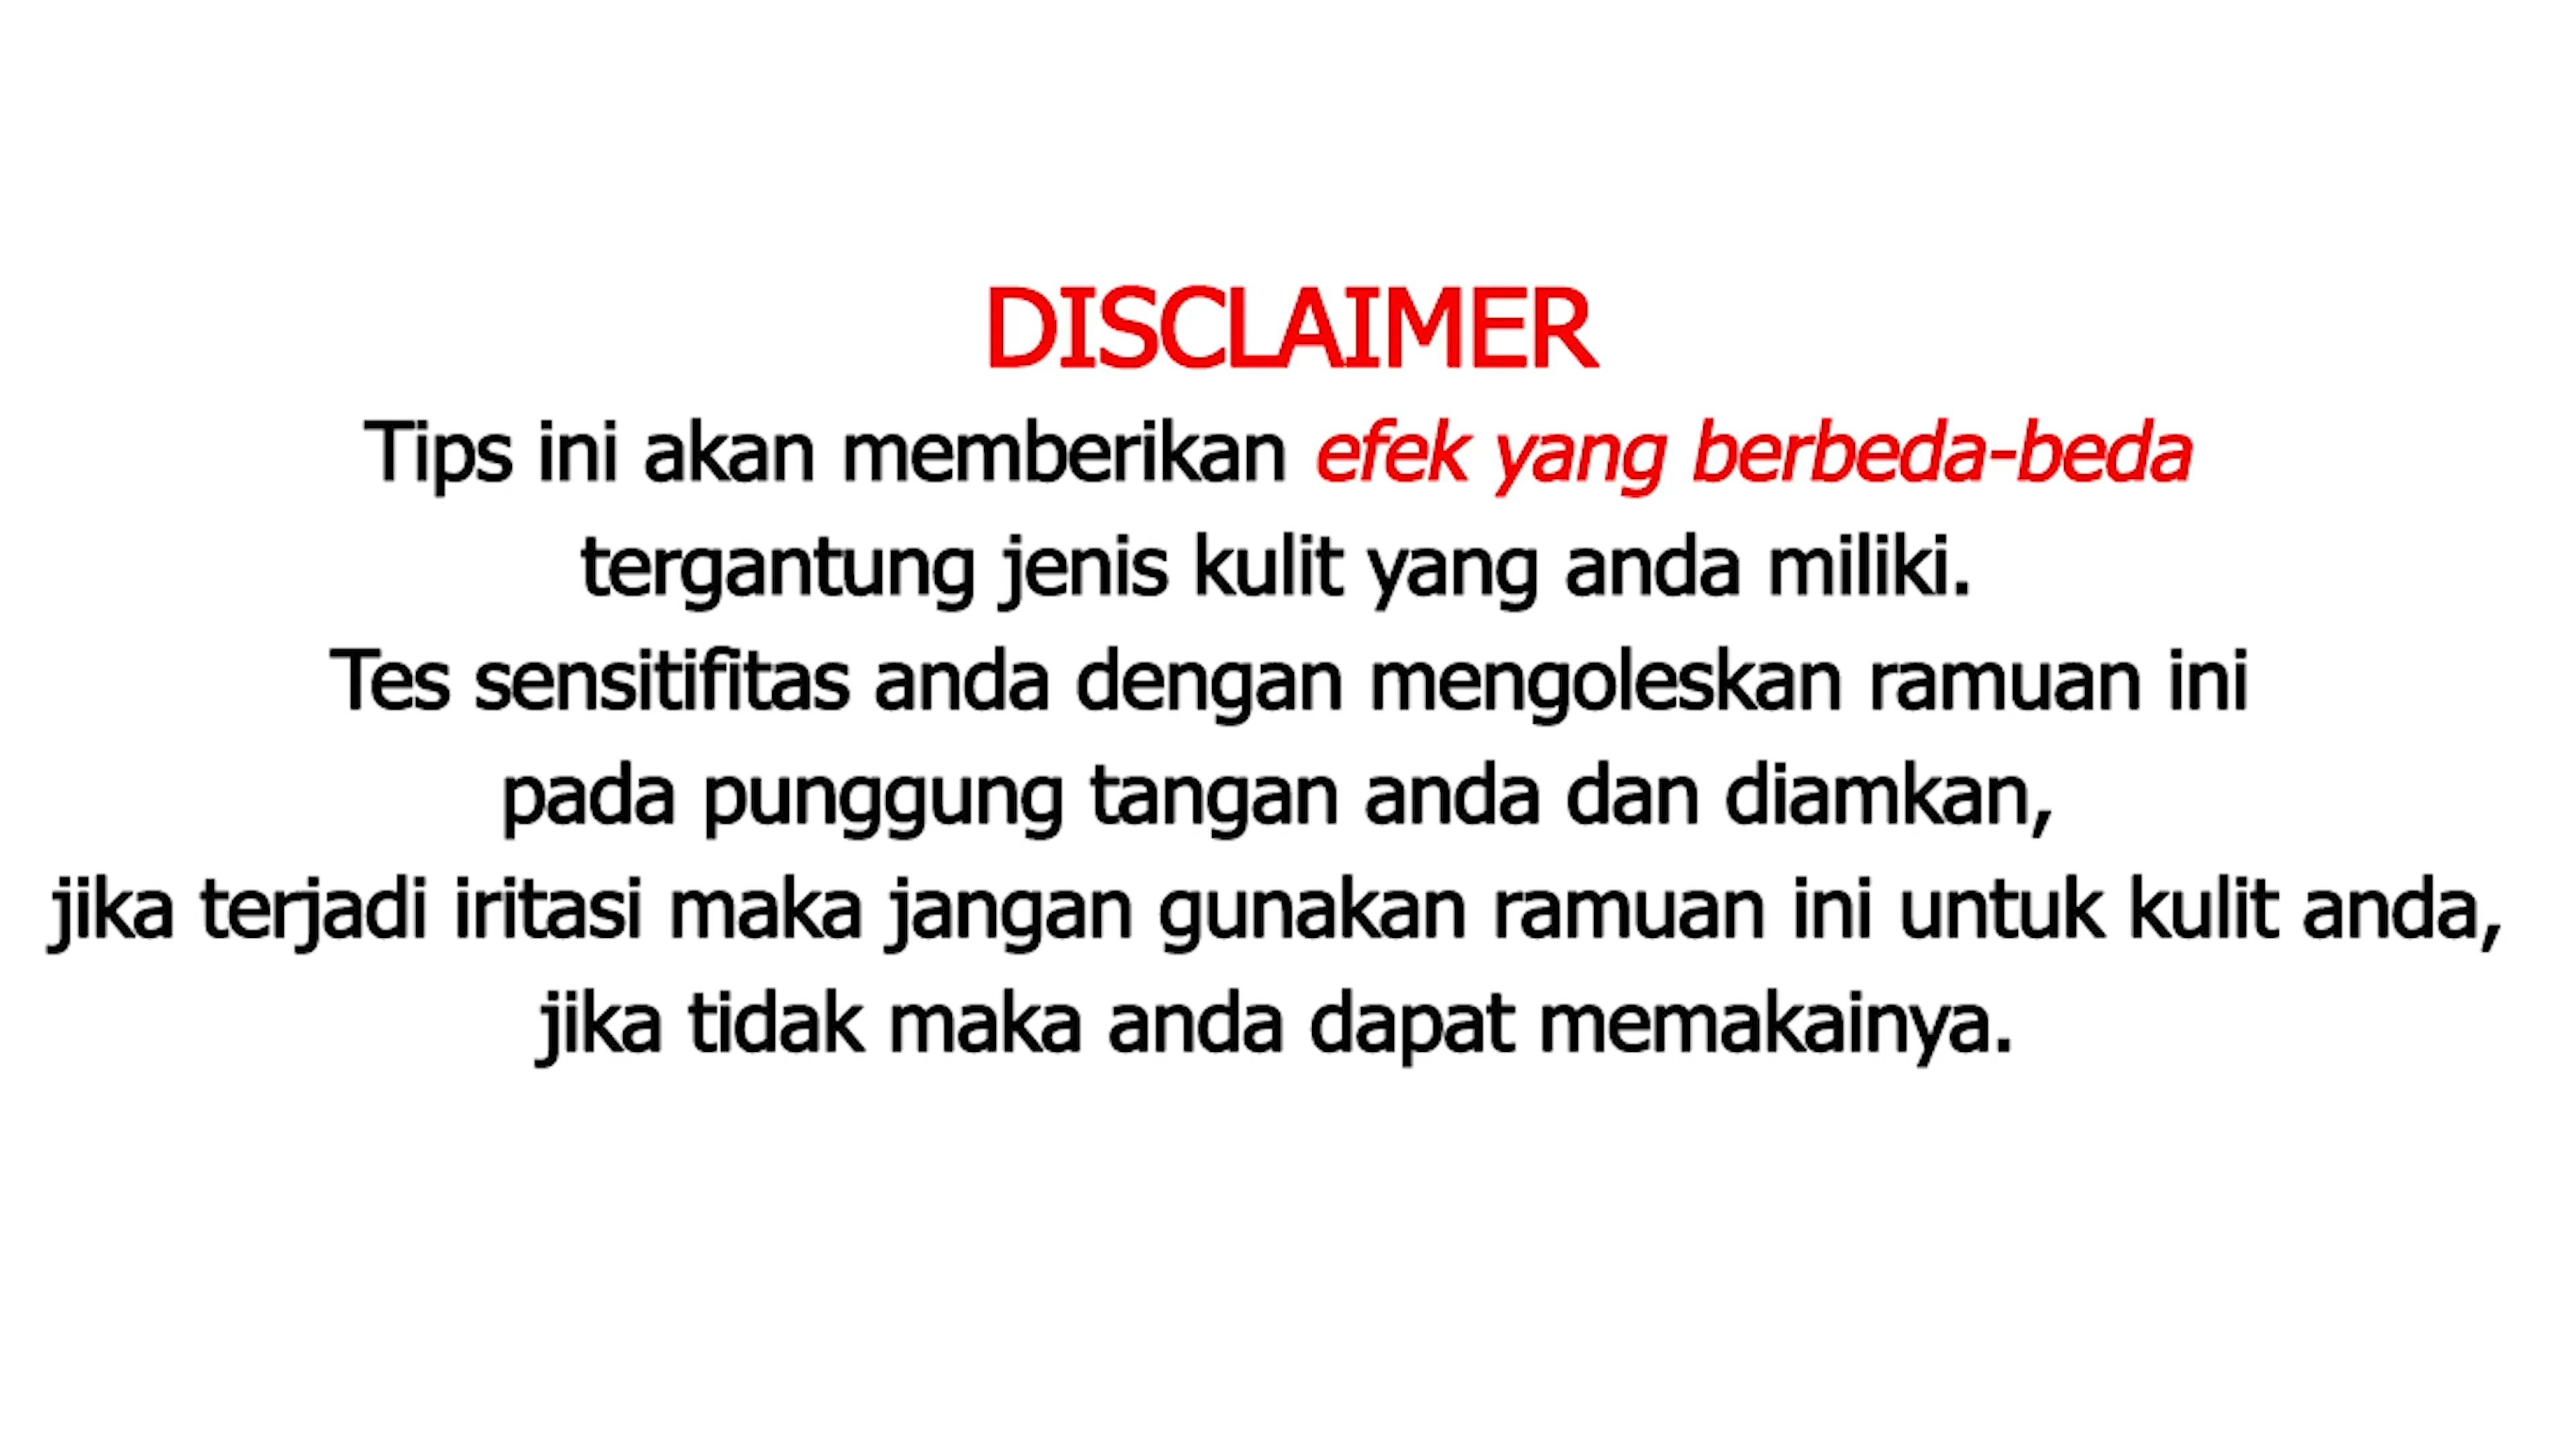 DISCLAIMER
Tips ini akan memberikan efek yang berbeda-beda
tergantung jenis kulit yang anda miliki.
Tes sensitifitas anda dengan mengoleskan ramuan ini
pada punggung tangan anda dan diamkan,
jika terjadi iritasi maka jangan gunakan ramuan ini untuk kulit anda,
jika tidak maka anda dapat memakainya.